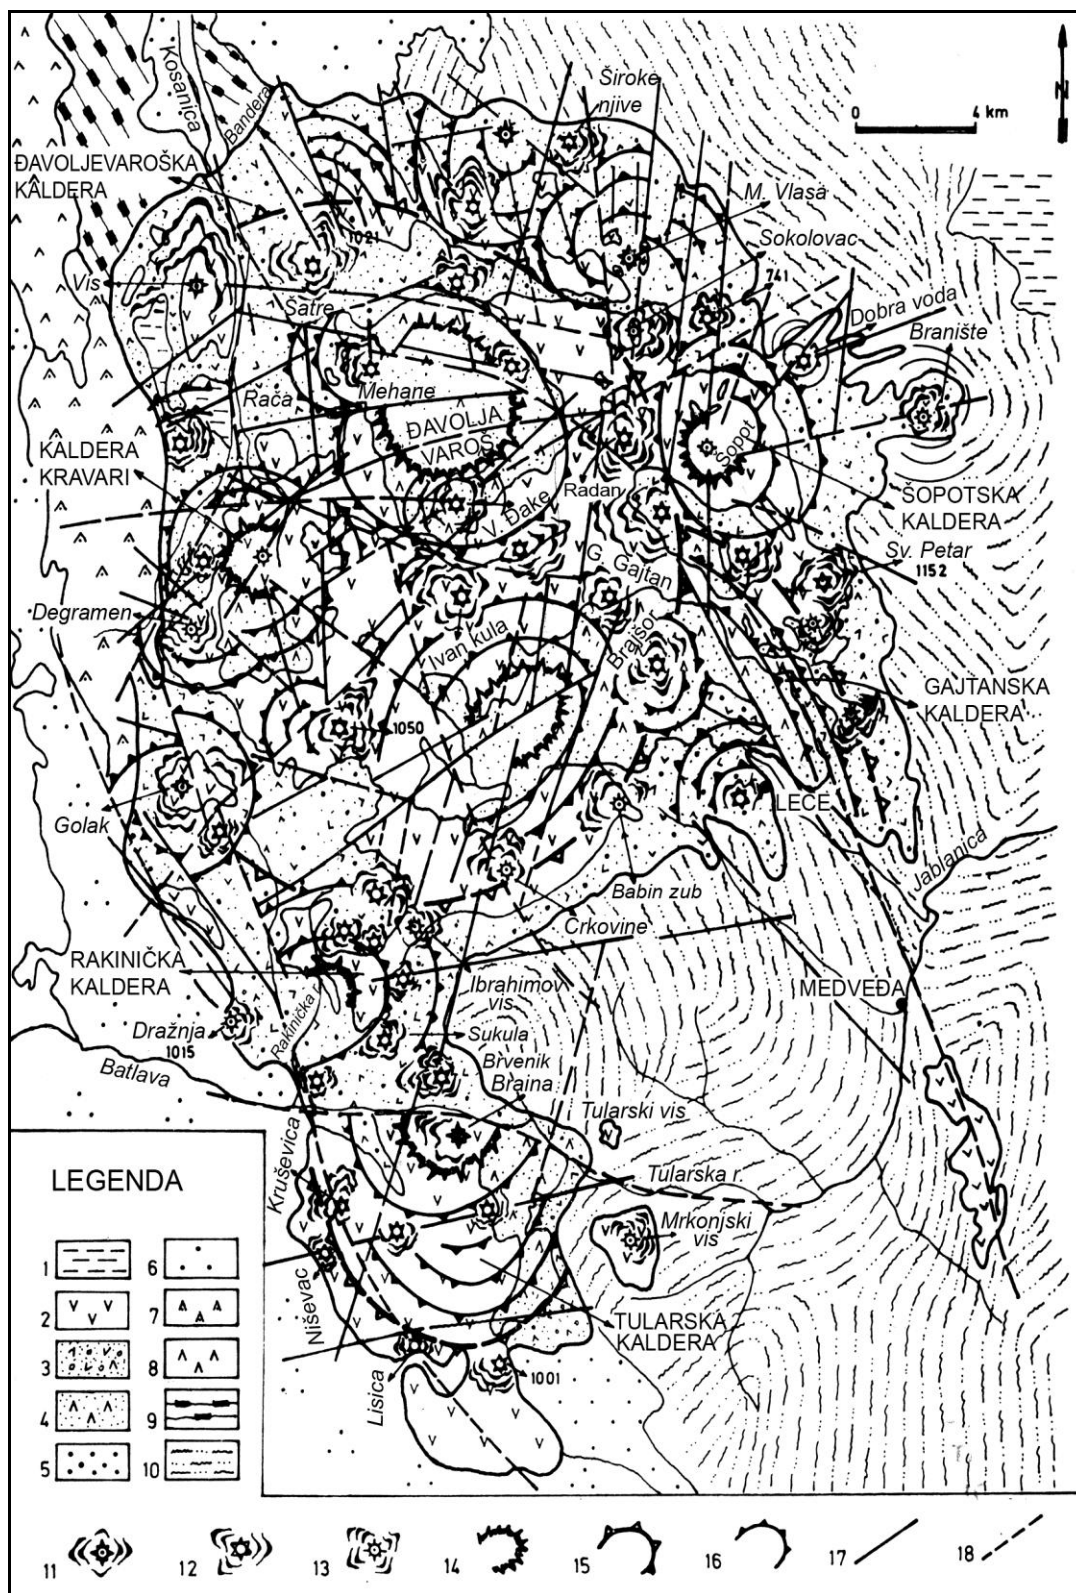 Kosanica
Bandera
Široke
njive
0 4 km
N
ĐAVOLJEVAROŠKA
KALDERA
M. Vlasa
Sokolovac
741
1021
Vis
Šatre
Dobra voda
Branište
Rača
Mehane
ĐAVOLJA
VAROŠ
Šopot
KALDERA
KRAVARI
Radan
ŠOPOTSKA
KALDERA
V. Đake
Sv. Petar
1152
G. Gajtan
Degramen
Ivan kula
Brajšor
GAJTANSKA
KALDERA
1050
LECE
Golak
Jablanica
Babin zub
Crkovine
RAKINIČKA
KALDERA
Ibrahimov
vis
MEDVEĐA
Rakinička
Dražnja
1015
Sukula
Brvenik
Braina
Batlava
Tularski vis
Kruševica
Tularska r.
Mrkonjski
vis
Niševac
TULARSKA
KALDERA
1001
Lisica
LEGENDA
1 6
2 7
3 8
4 9
5 10
11 12 13 14 15 16 17 18